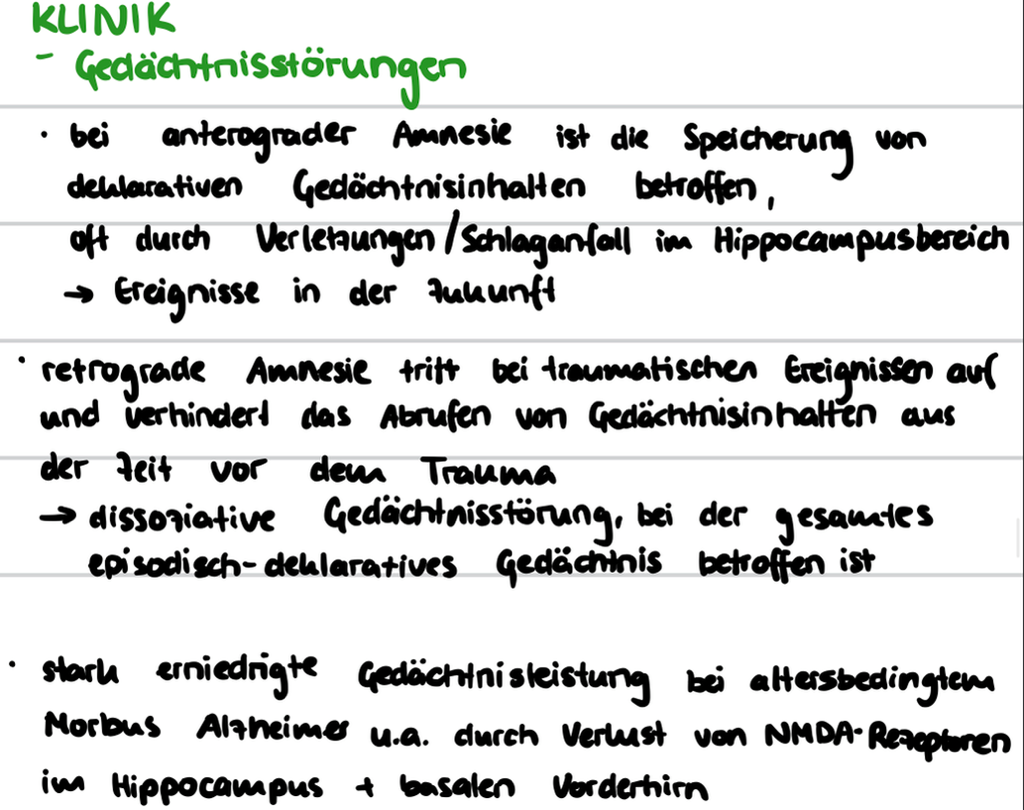 KLINIK
- Gedächtnisstörungen
· bei anterograder Amnesie ist die Speicherung von
deklarativen Gedächtnisinhalten betroffen,
oft durch Verletzungen/Schlaganfall im Hippocampusbereich
→ Ereignisse in der Zukunft
· retrograde Amnesie tritt bei traumatischen Ereignissen auf
und verhindert das Abrufen von Gedächtnisinhalten aus
der Zeit vor dem Trauma
→ dissoziative Gedächtnisstörung, bei der gesamtes
episodisch-deklaratives Gedächtnis betroffen ist
· stark erniedrigte Gedächtnisleistung bei altersbedingtem
Morbus Alzheimer u.a. durch Verlust von NMDA-Rezeptoren
im Hippocampus + basalen Vorderhirn